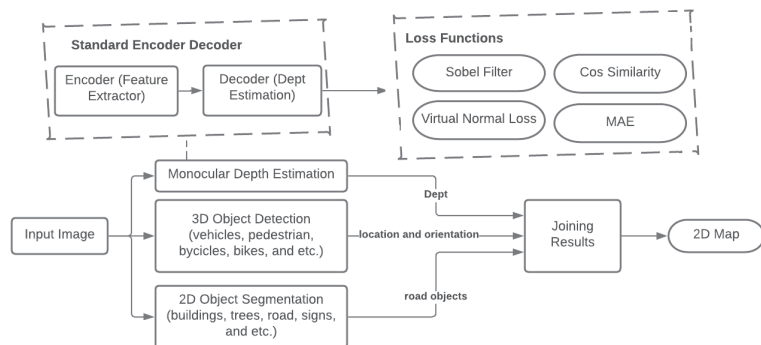 Standard Encoder Decoder
Encoder (Feature
Extractor)
Decoder (Dept
Estimation)
Loss Functions
Sobel Filter
Cos Similarity
Virtual Normal Loss
MAE
Monocular Depth Estimation
Dept
Input Image
3D Object Detection
(vehicles, pedestrian,
bycicles, bikes, and etc.)
location and orientation
Joining
Results
2D Map
2D Object Segmentation
(buildings, trees, road, signs,
and etc.)
road objects